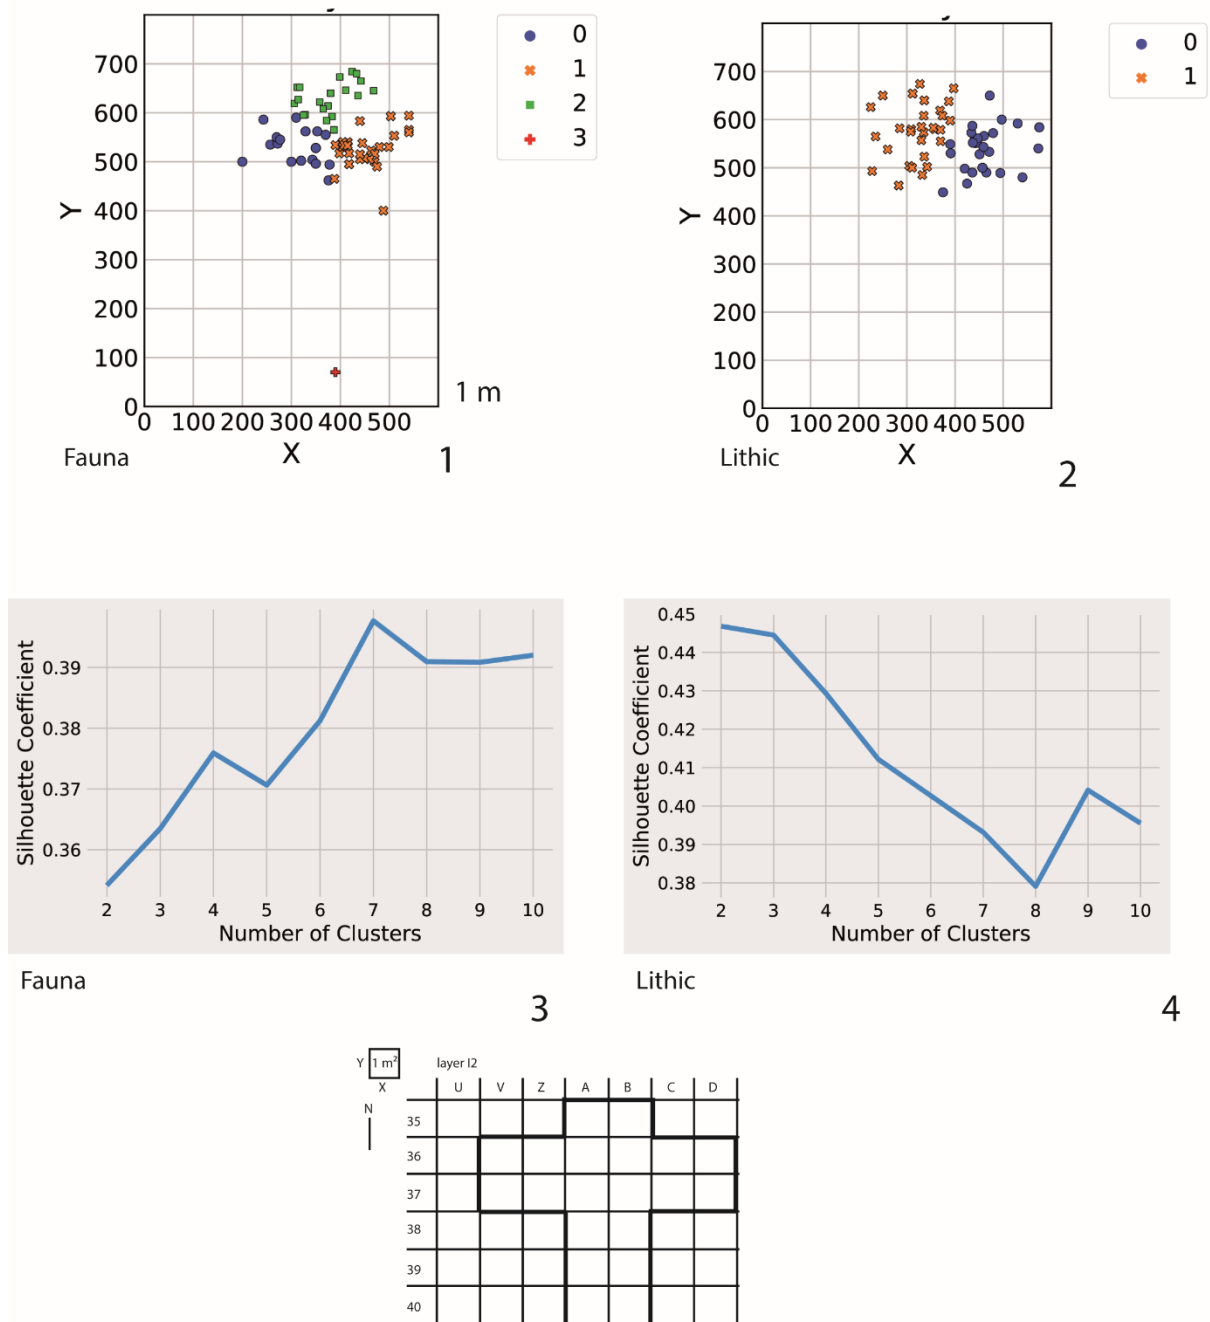 0
1
2
3
Y
700
600
500
400
300
200
100
0
0 100 200 300 400 500
X
1 m
Fauna
1
0
1
Y
700
600
500
400
300
200
100
0
0 100 200 300 400 500
X
Lithic
2
Silhouette Coefficient
0.39
0.38
0.37
0.36
2 3 4 5 6 7 8 9 10
Number of Clusters
Fauna
3
Silhouette Coefficient
0.45
0.44
0.43
0.42
0.41
0.40
0.39
0.38
2 3 4 5 6 7 8 9 10
Number of Clusters
Lithic
4
Y 1 m² layer I2
X U V Z A B C D
N
35
36
37
38
39
40